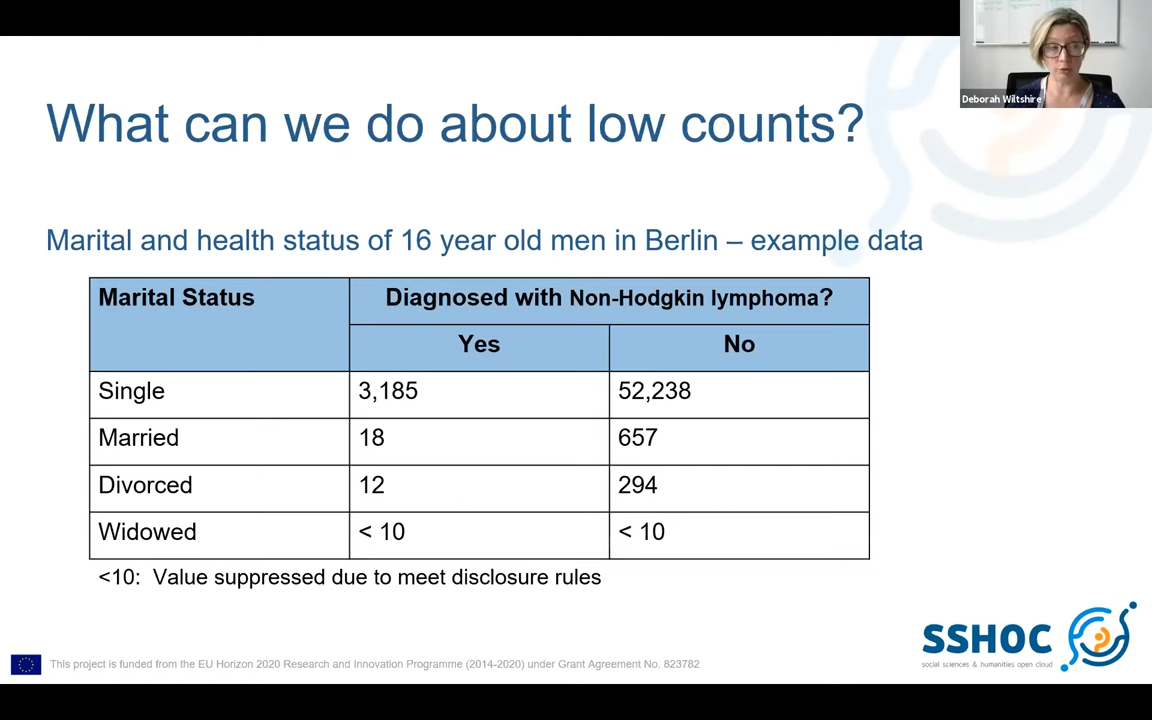 Deborah Wiltshire
What can we do about low counts?
Marital and health status of 16 year old men in Berlin – example data
Marital Status
Diagnosed with Non-Hodgkin lymphoma?
Yes
No
Single
3,185
52,238
Married
18
657
Divorced
12
294
Widowed
< 10
< 10
<10: Value suppressed due to meet disclosure rules
SSHOC
social sciences & humanities open cloud
This project is funded from the EU Horizon 2020 Research and Innovation Programme (2014-2020) under Grant Agreement No. 823782